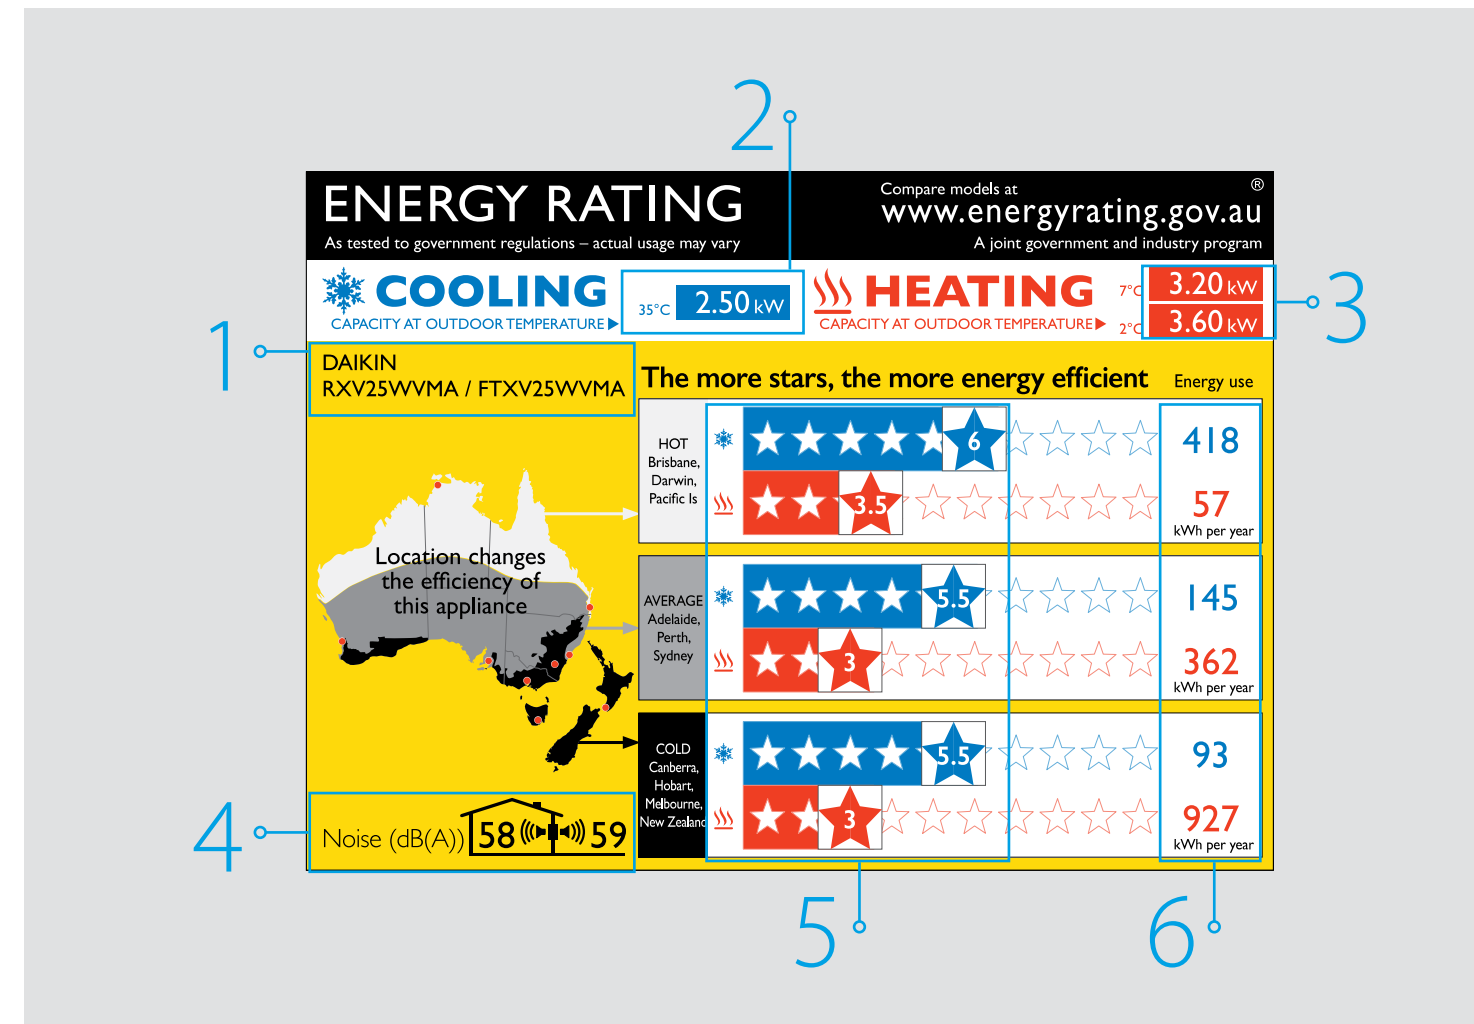 2
ENERGY RATING
As tested to government regulations – actual usage may vary
Compare models at
®
www.energyrating.gov.au
A joint government and industry program
COOLING
CAPACITY AT OUTDOOR TEMPERATURE
35°C 2.50 kW
HEATING
CAPACITY AT OUTDOOR TEMPERATURE
7°C 3.20 kW
2°C 3.60 kW
3
1
DAIKIN
RXV25WVMA / FTXV25WVMA
The more stars, the more energy efficient
Energy use
Location changes
the efficiency of
this appliance
HOT
Brisbane,
Darwin,
Pacific Is
6
418
3.5
57
kWh per year
AVERAGE
Adelaide,
Perth,
Sydney
5.5
145
3
362
kWh per year
COLD
Canberra,
Hobart,
Melbourne,
New Zealand
5.5
93
3
927
kWh per year
4
Noise (dB(A)) 58 59
5
6